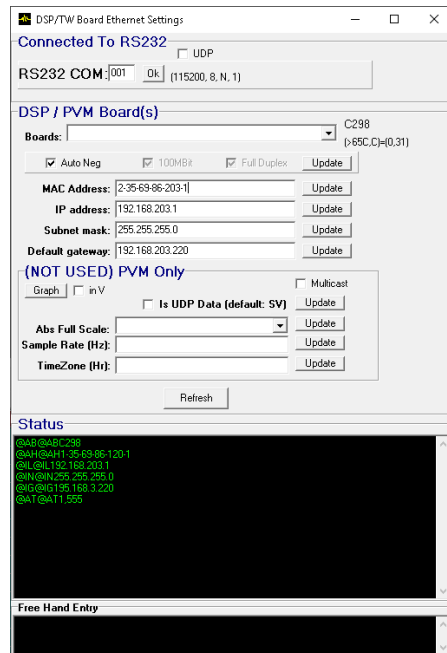 DSP/TW Board Ethernet Settings
Connected To RS232
UDP
RS232 COM: 001 Ok (115200, 8, N, 1)
DSP / PVM Board(s)
Boards:
C298
(>65C,C)=(0,31)
Auto Neg 100MBit Full Duplex Update
MAC Address: 2-35-69-86-203-1 Update
IP address: 192.168.203.1 Update
Subnet mask: 255.255.255.0 Update
Default gateway: 192.168.203.220 Update
(NOT USED) PVM Only
Graph in V Multicast
Is UDP Data (default: SV) Update
Abs Full Scale: Update
Sample Rate (Hz): Update
TimeZone (Hr): Update
Refresh
Status
@AB@ABC298
@AH@AH1-35-69-86-120-1
@IL@IL192.168.203.1
@IN@IN255.255.255.0
@IG@IG195.168.3.220
@AT@AT1,555
Free Hand Entry